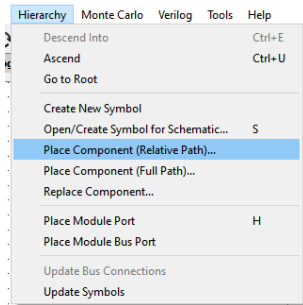 Hierarchy Monte Carlo Verilog Tools Help
Descend Into Ctrl+E
Ascend Ctrl+U
Go to Root
Create New Symbol
Open/Create Symbol for Schematic... S
Place Component (Relative Path)...
Place Component (Full Path)...
Replace Component...
Place Module Port H
Place Module Bus Port
Update Bus Connections
Update Symbols